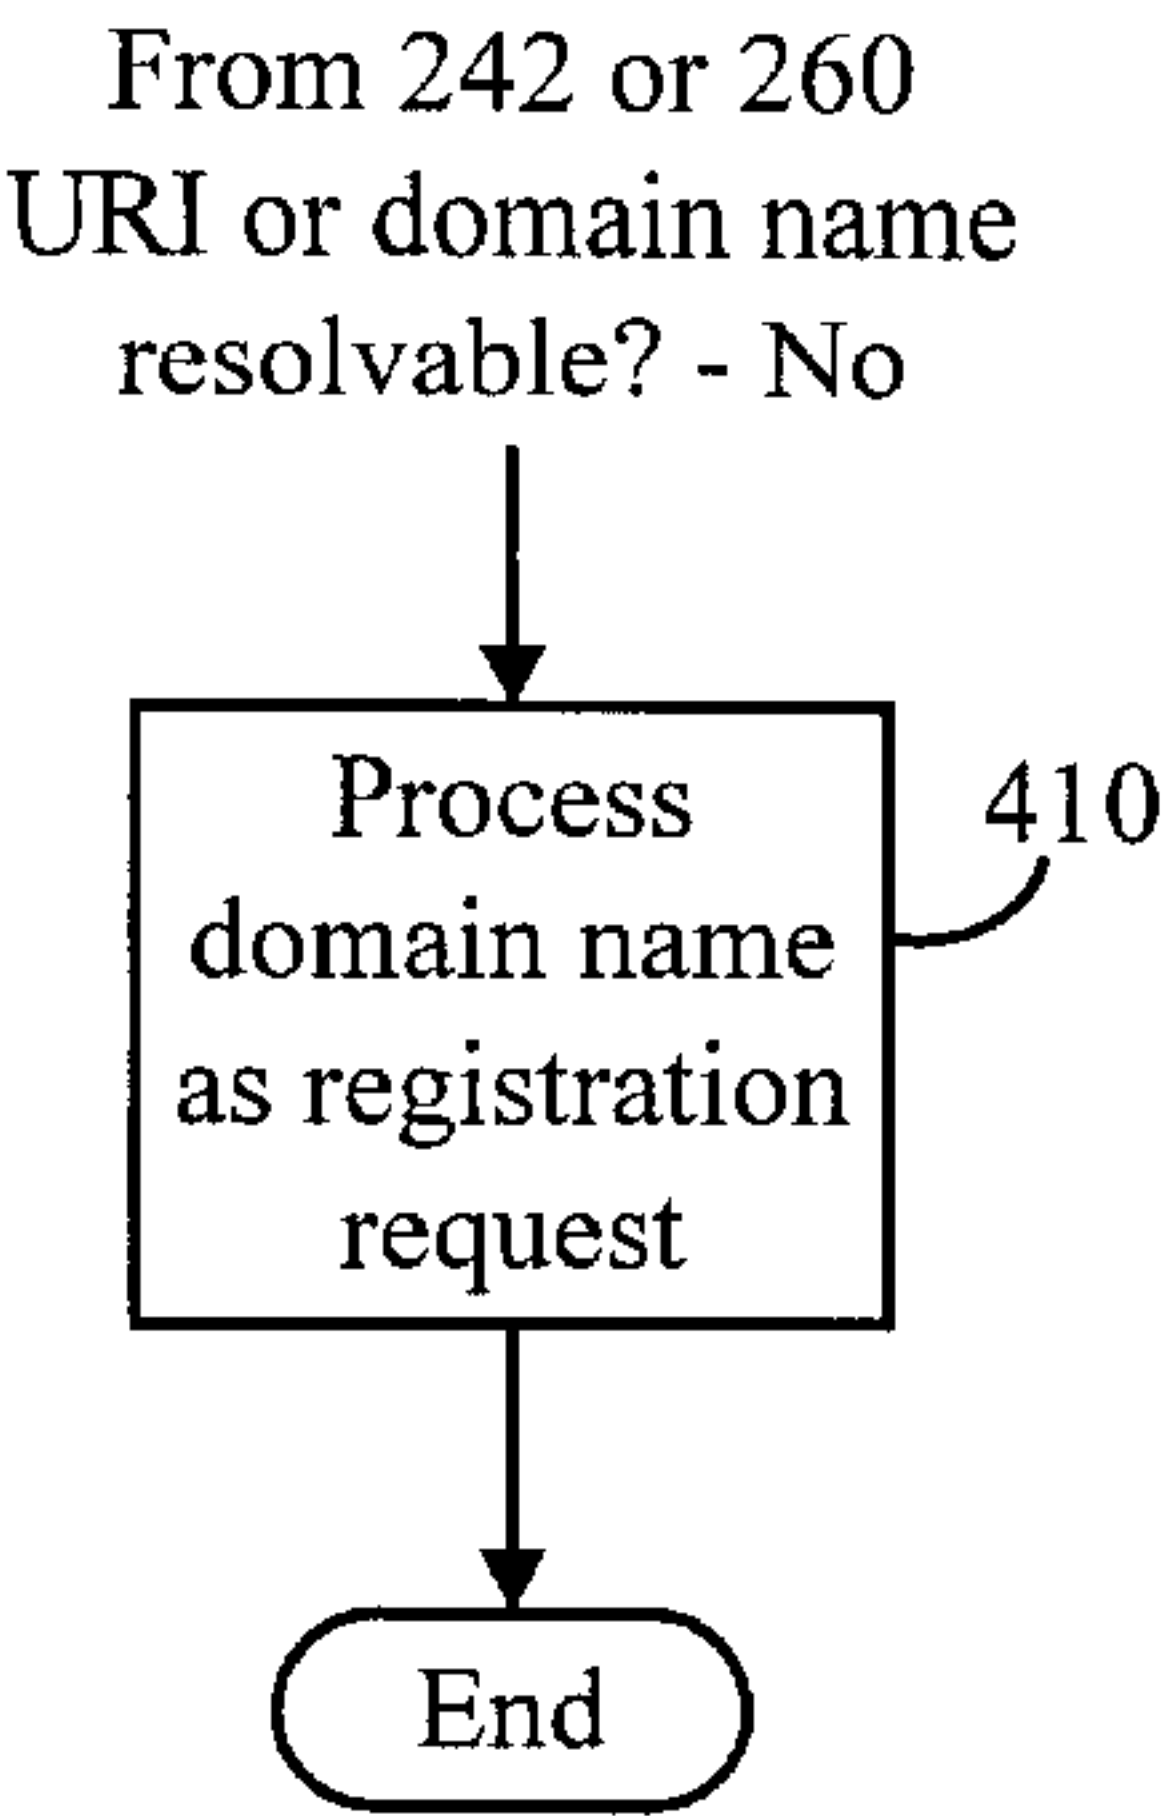 From 242 or 260
URI or domain name
resolvable? - No
Process
410
domain name
as registration
request
End